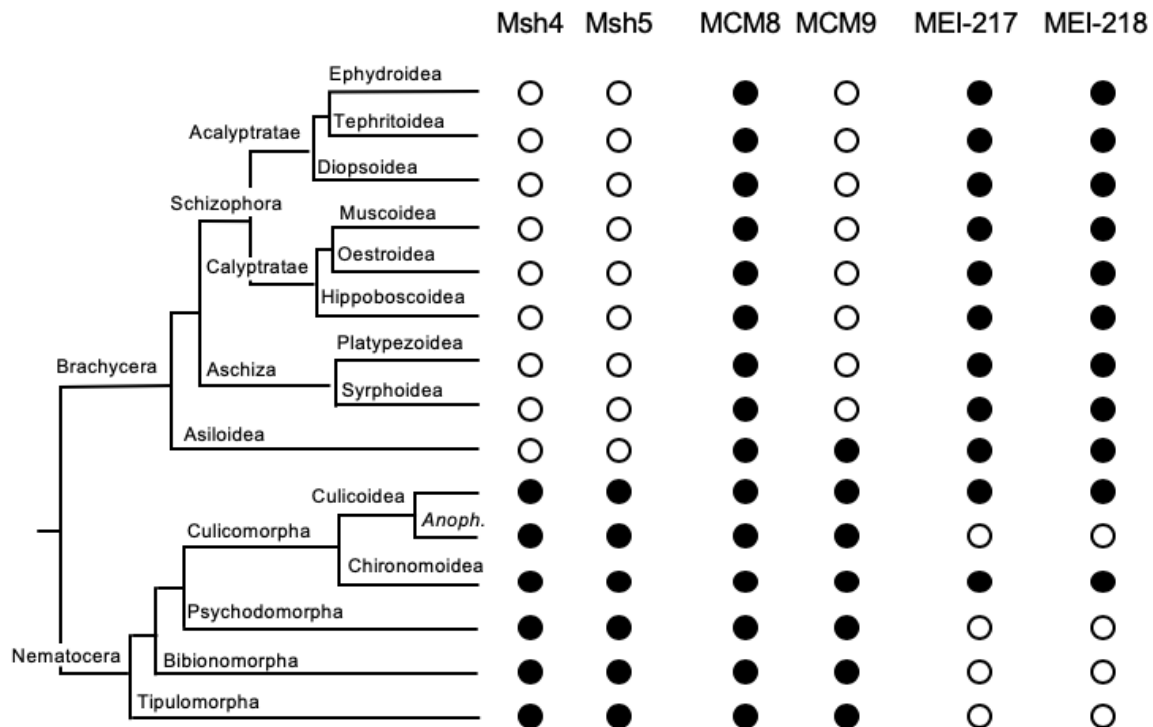 Msh4 Msh5 MCM8 MCM9 MEI-217 MEI-218
Ephydroidea
Tephritoidea
Acalyptratae
Diopsoidea
Schizophora
Muscoidea
Oestroidea
Calyptratae
Hippoboscoidea
Platypezoidea
Brachycera
Aschiza
Syrphoidea
Asiloidea
Culicoidea
Anoph.
Culicomorpha
Chironomoidea
Psychodomorpha
Nematocera
Bibionomorpha
Tipulomorpha